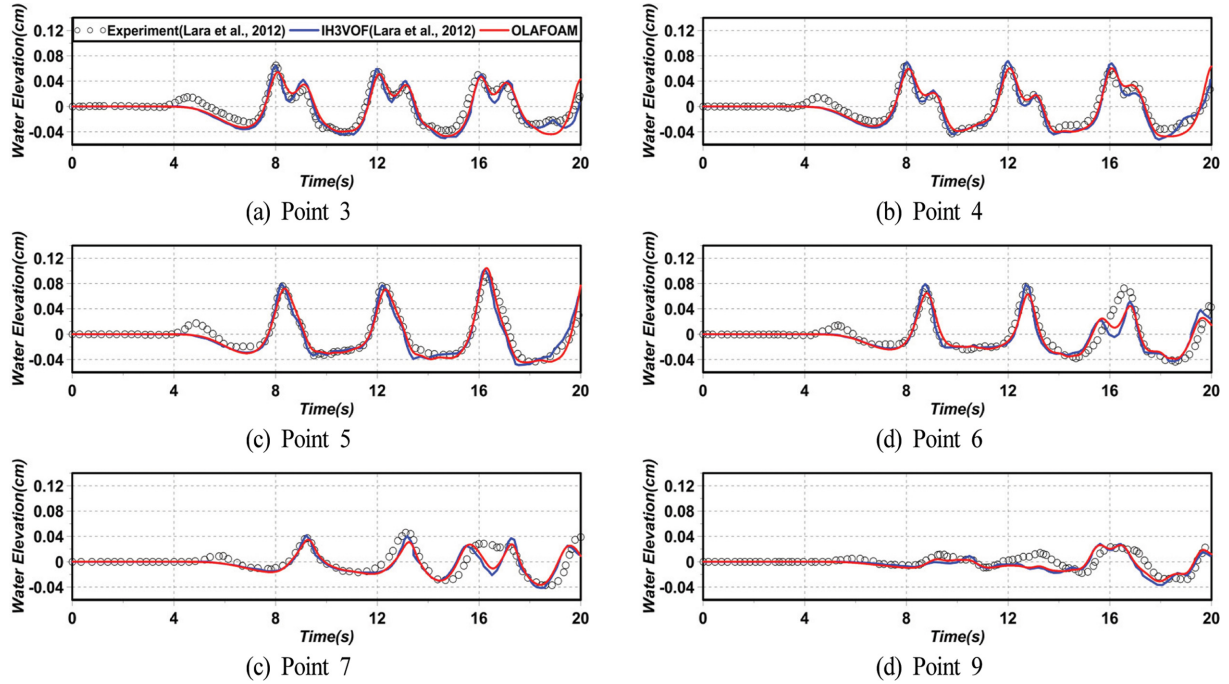 Water Elevation(cm)
0.12
0.08
0.04
0
-0.04
Experiment(Lara et al., 2012)
IH3VOF(Lara et al., 2012)
OLAFOAM
0 4 8 12 16 20
Time(s)
(a) Point 3
Water Elevation(cm)
0.12
0.08
0.04
0
-0.04
0 4 8 12 16 20
Time(s)
(b) Point 4
Water Elevation(cm)
0.12
0.08
0.04
0
-0.04
0 4 8 12 16 20
Time(s)
(c) Point 5
Water Elevation(cm)
0.12
0.08
0.04
0
-0.04
0 4 8 12 16 20
Time(s)
(d) Point 6
Water Elevation(cm)
0.12
0.08
0.04
0
-0.04
0 4 8 12 16 20
Time(s)
(c) Point 7
Water Elevation(cm)
0.12
0.08
0.04
0
-0.04
0 4 8 12 16 20
Time(s)
(d) Point 9